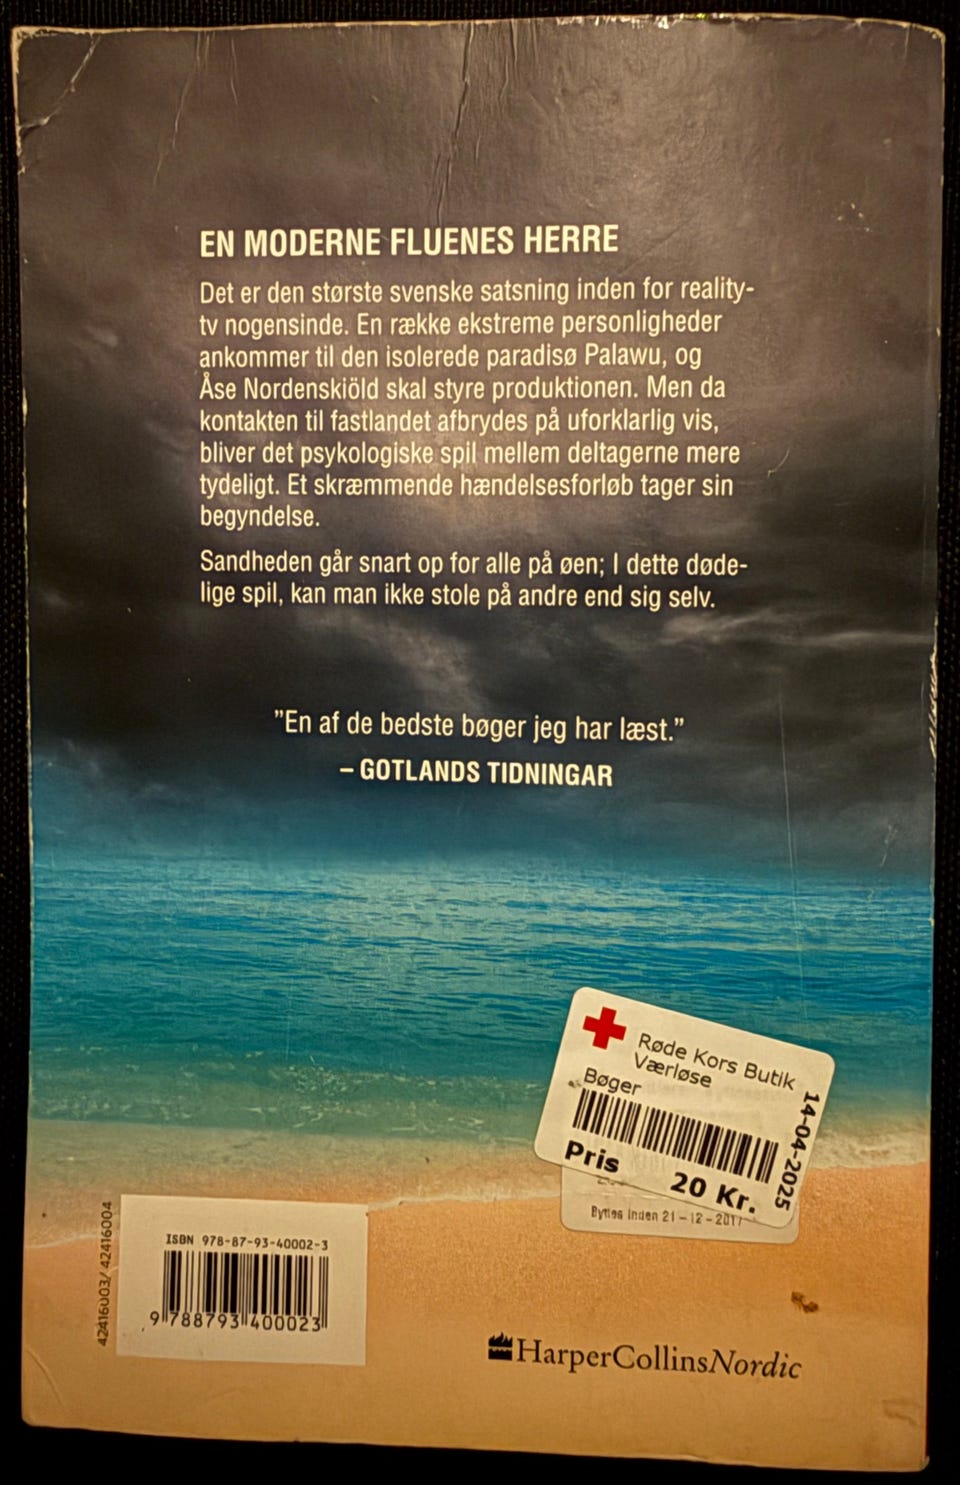 EN MODERNE FLUENES HERRE
Det er den største svenske satsning inden for reality-
tv nogensinde. En række ekstreme personligheder
ankommer til den isolerede paradisø Palawu, og
Åse Nordenskiöld skal styre produktionen. Men da
kontakten til fastlandet afbrydes på uforklarlig vis,
bliver det psykologiske spil mellem deltagerne mere
tydeligt. Et skræmmende hændelsesforløb tager sin
begyndelse.
Sandheden går snart op for alle på øen; I dette døde-
lige spil, kan man ikke stole på andre end sig selv.
”En af de bedste bøger jeg har læst.”
– GOTLANDS TIDNINGAR
Røde Kors Butik
Værløse
Bøger
Pris 20 Kr.
14-04-2025
Byttes inden 21-12-2017
42416003/42416004
ISBN 978-87-93-40002-3
9 788793 400023
HarperCollinsNordic